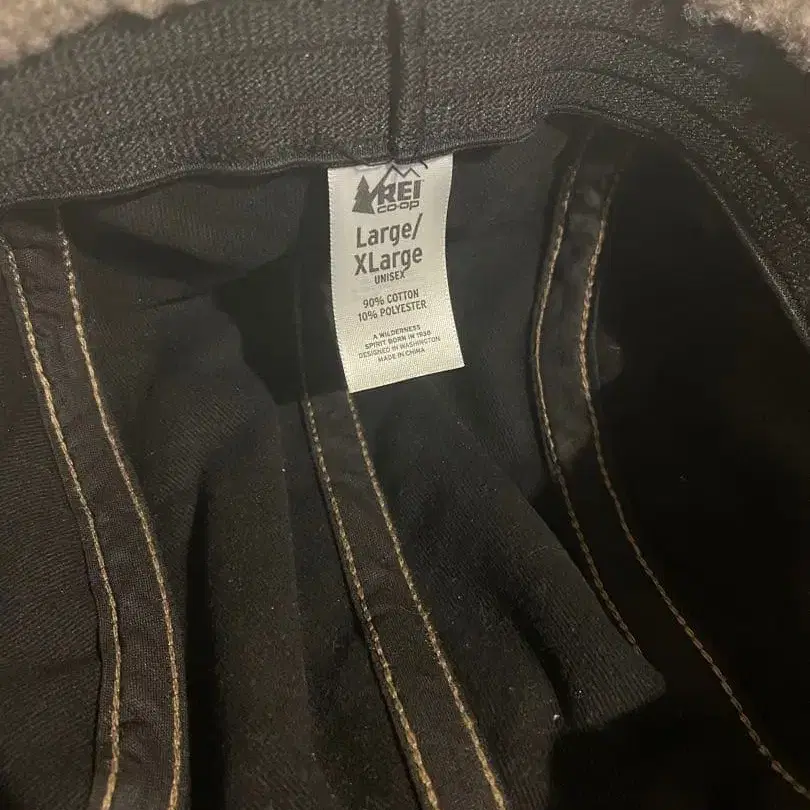 REI
CO·OP
Large/
XLarge
UNISEX
90% COTTON
10% POLYESTER
A WILDERNESS
SPIRIT BORN IN 1938
DESIGNED IN WASHINGTON
MADE IN CHINA